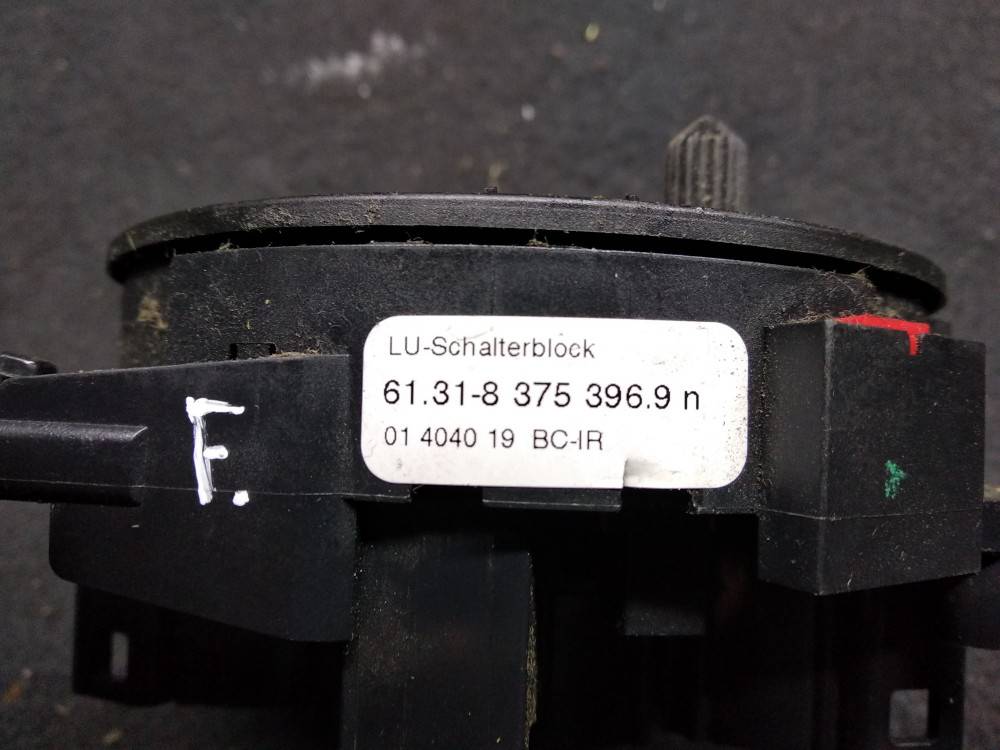 LU-Schalterblock
61.31-8 375 396.9 n
01 4040 19 BC-IR
F.